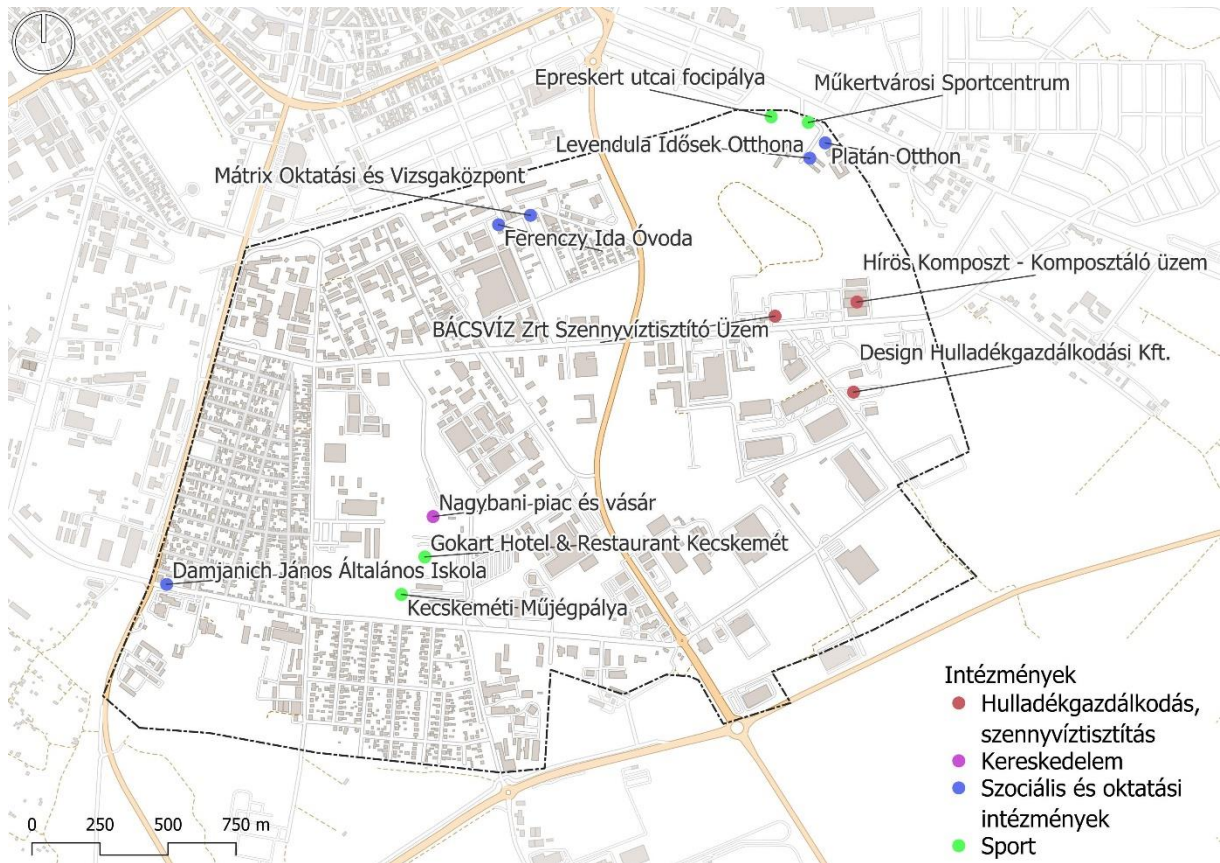 Epreskert utcai focipálya
Műkertvárosi Sportcentrum
Levendula Idősek Otthona
Platán Otthon
Mátrix Oktatási és Vizsgaközpont
Ferenczy Ida Óvoda
Hírös Komposzt - Komposztáló üzem
BÁCSVÍZ Zrt Szennyvíztisztító Üzem
Design Hulladékgazdálkodási Kft.
Nagybani piac és vásár
Gokart Hotel & Restaurant Kecskemét
Damjanich János Általános Iskola
Kecskeméti Műjégpálya
Intézmények
Hulladékgazdálkodás,
szennyvíztisztítás
Kereskedelem
Szociális és oktatási
intézmények
Sport
0 250 500 750 m